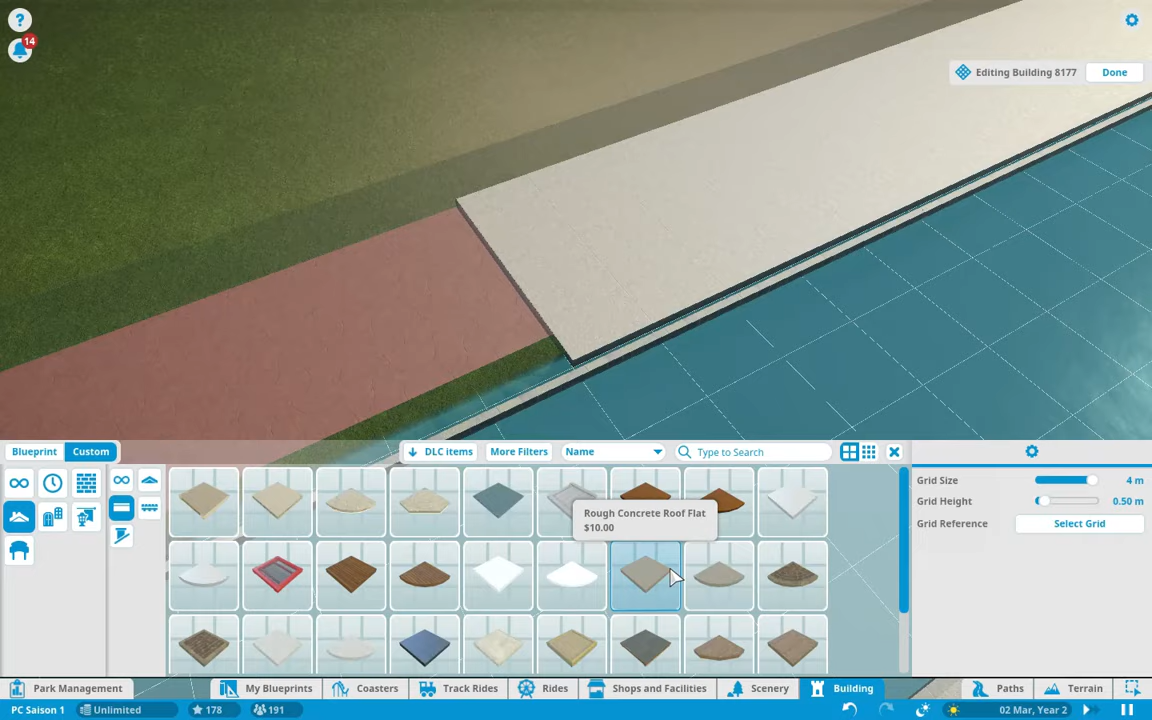 ?
14
Editing Building 8177
Done
Blueprint
Custom
DLC items
More Filters
Name
Type to Search
Grid Size
4 m
Grid Height
0.50 m
Grid Reference
Select Grid
Rough Concrete Roof Flat
$10.00
Park Management
My Blueprints
Coasters
Track Rides
Rides
Shops and Facilities
Scenery
Building
Paths
Terrain
PC Saison 1
Unlimited
178
191
02 Mar, Year 2